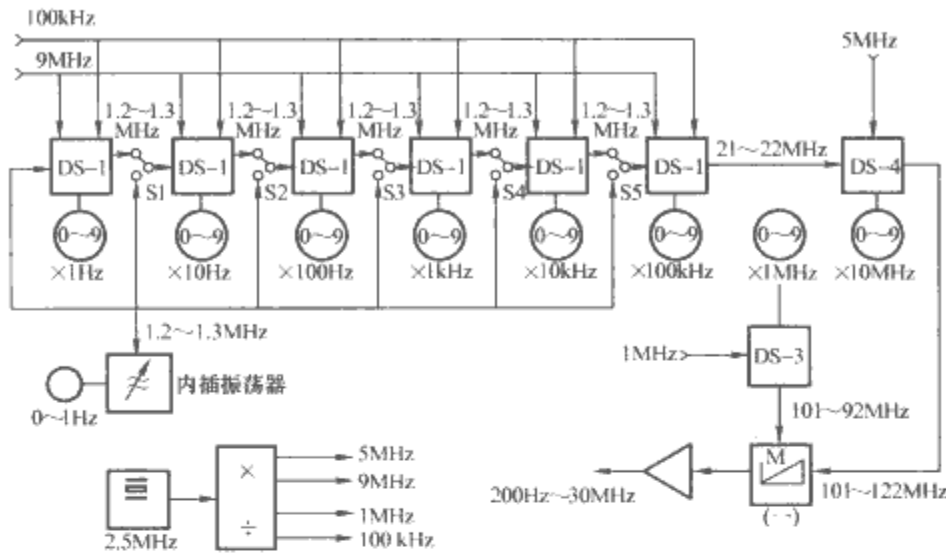 100kHz
9MHz
5MHz
1.2~1.3
MHz
1.2~1.3
MHz
1.2~1.3
MHz
1.2~1.3
MHz
1.2~1.3
MHz
DS-1
DS-1
DS-1
DS-1
DS-1
DS-1
21~22MHz
DS-4
S1
S2
S3
S4
S5
0~9
0~9
0~9
0~9
0~9
0~9
0~9
0~9
×1Hz
×10Hz
×100Hz
×1kHz
×10kHz
×100kHz
×1MHz
×10MHz
1.2~1.3MHz
内插振荡器
0~1Hz
1MHz
DS-3
101~92MHz
M
(-)
101~122MHz
200Hz~30MHz
2.5MHz
×
÷
5MHz
9MHz
1MHz
100 kHz